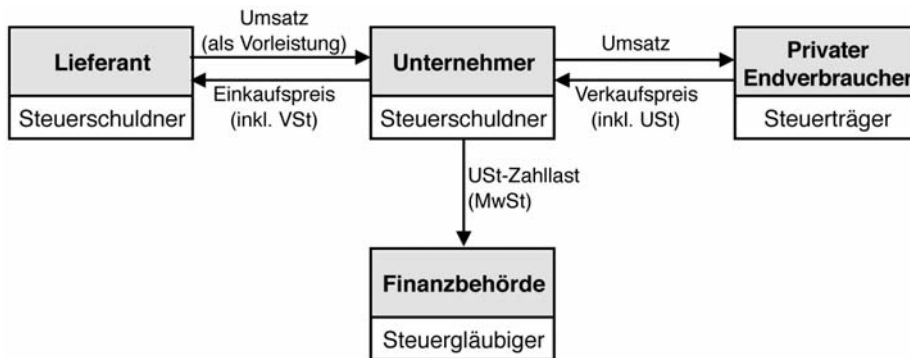 Umsatz
(als Vorleistung)
Lieferant
Steuerschuldner
Einkaufspreis
(inkl. VSt)
Unternehmer
Steuerschuldner
Umsatz
Verkaufspreis
(inkl. USt)
Privater
Endverbraucher
Steuerträger
USt-Zahllast
(MwSt)
Finanzbehörde
Steuergläubiger